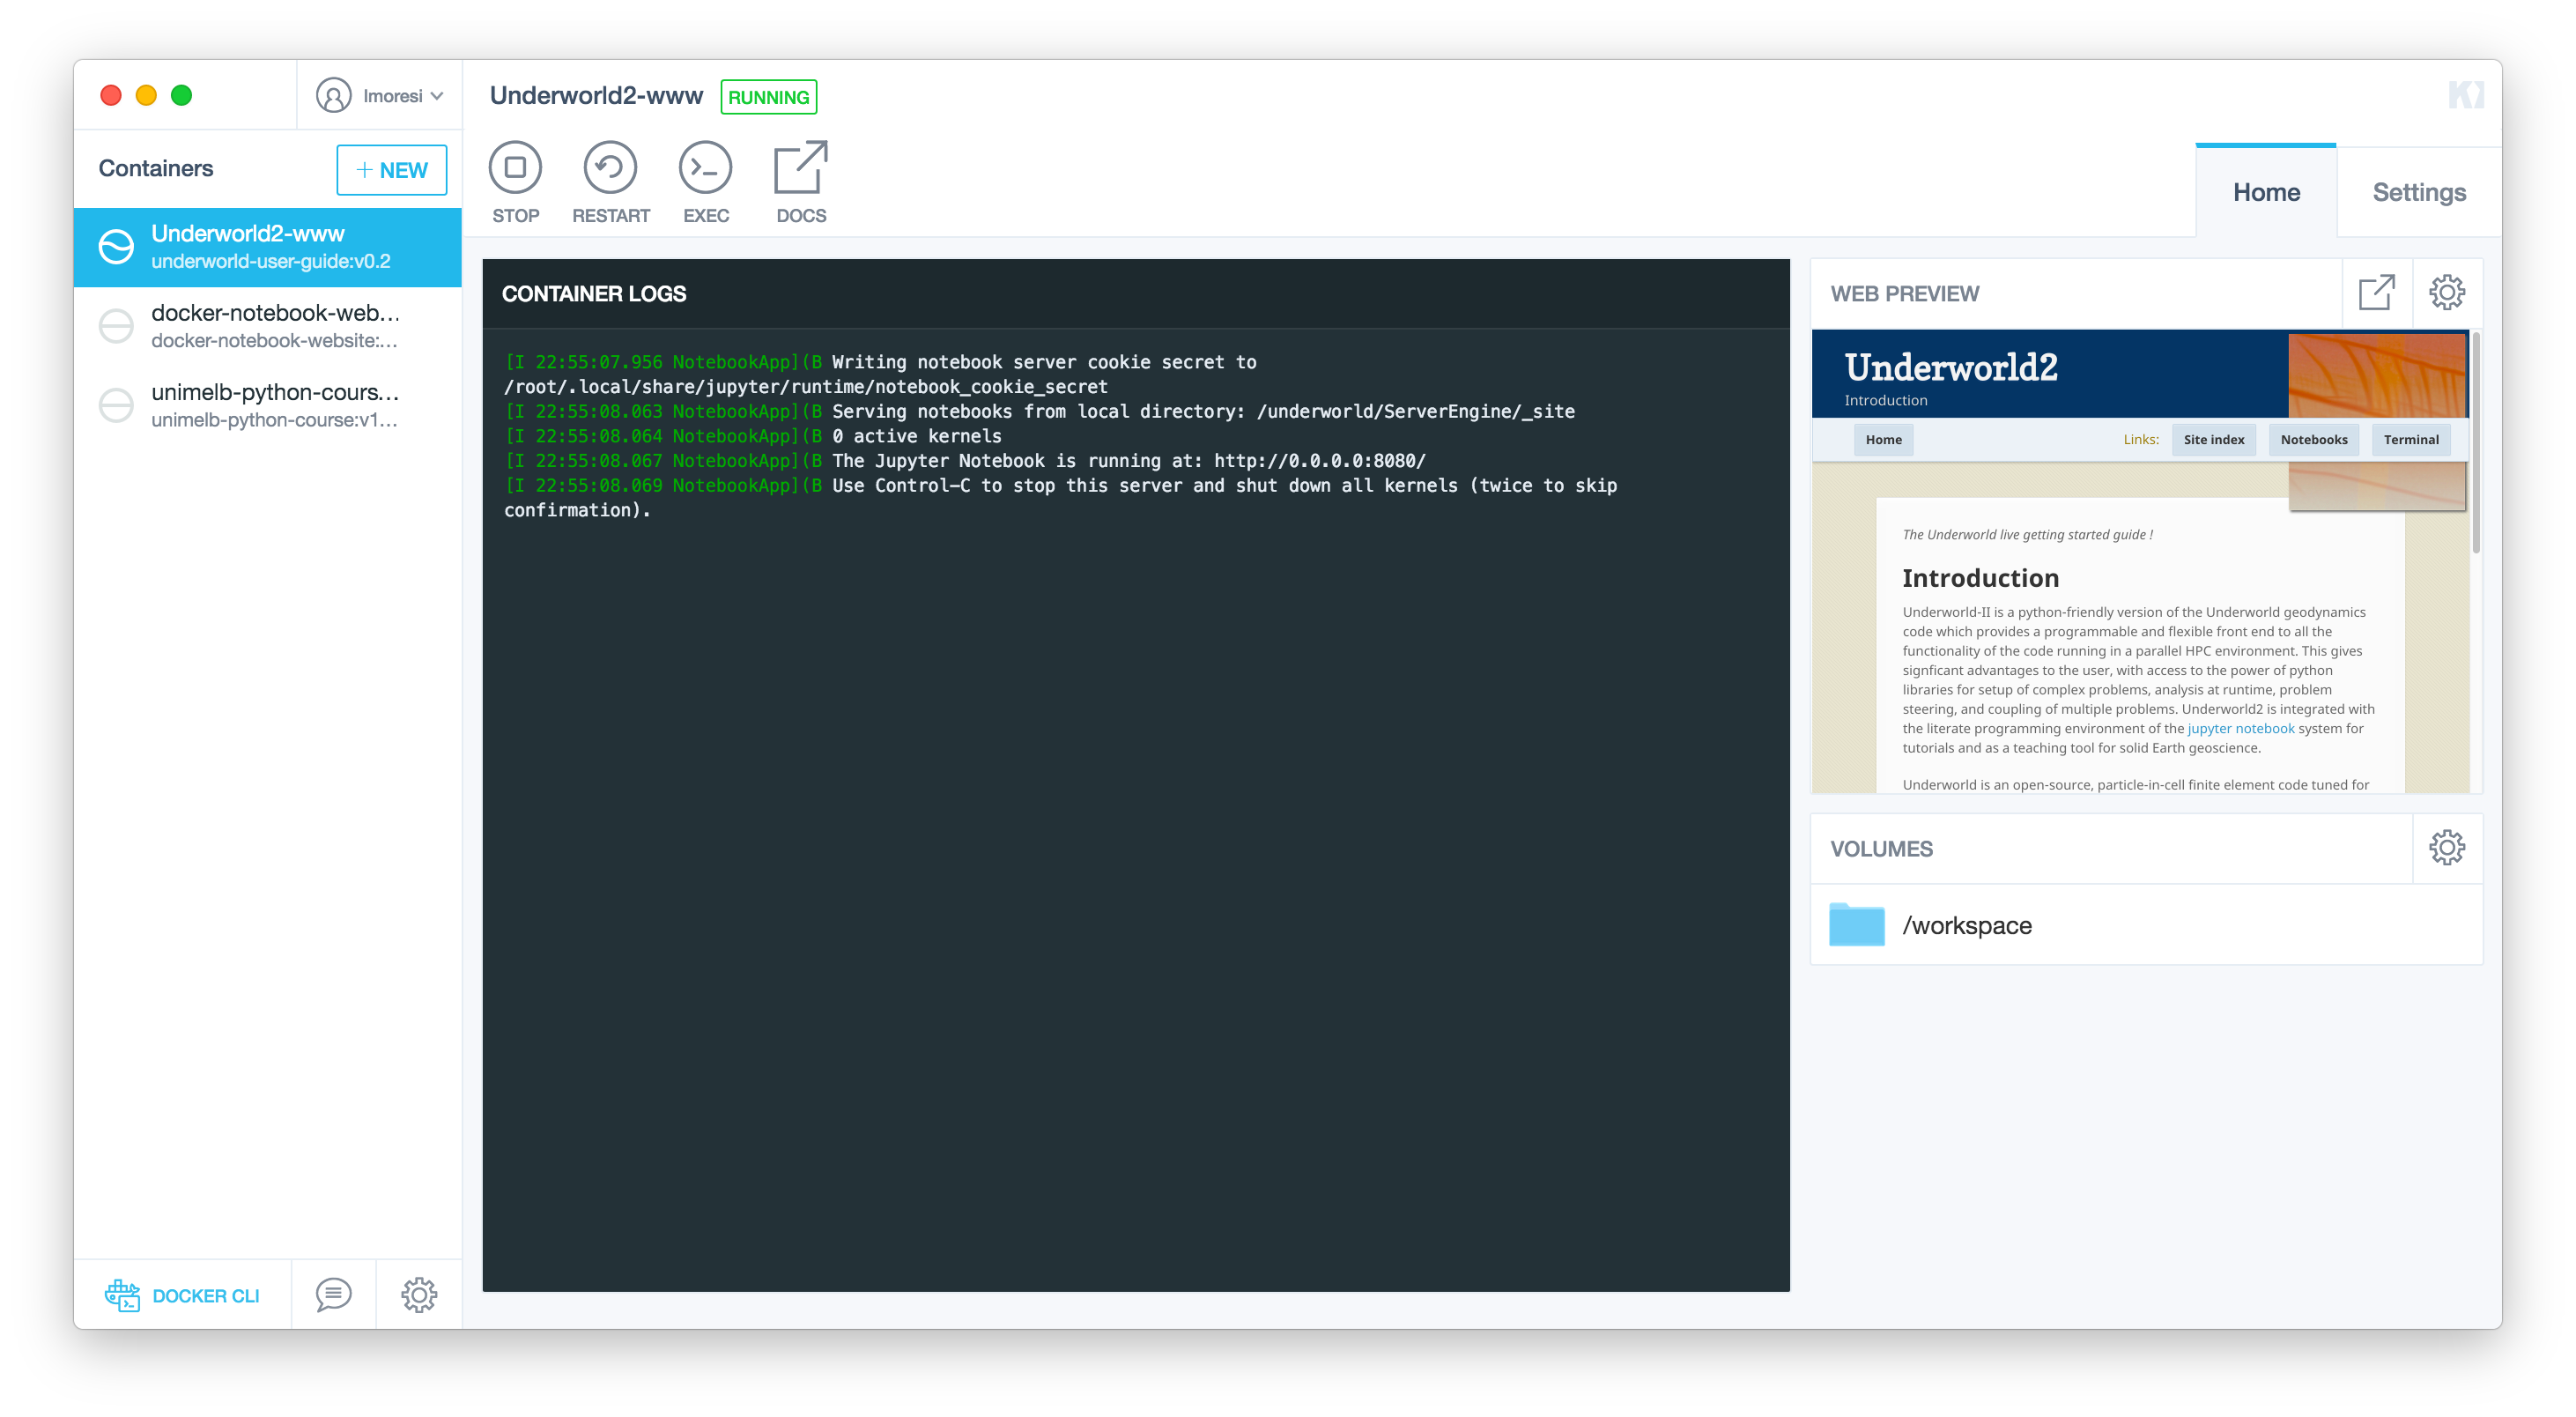 lmoresi
Containers
+ NEW
Underworld2-www
underworld-user-guide:v0.2
docker-notebook-web...
docker-notebook-website:...
unimelb-python-cours...
unimelb-python-course:v1...
DOCKER CLI
Underworld2-www RUNNING
STOP RESTART EXEC DOCS
Home Settings
CONTAINER LOGS
[I 22:55:07.956 NotebookApp](B Writing notebook server cookie secret to
/root/.local/share/jupyter/runtime/notebook_cookie_secret
[I 22:55:08.063 NotebookApp](B Serving notebooks from local directory: /underworld/ServerEngine/_site
[I 22:55:08.064 NotebookApp](B 0 active kernels
[I 22:55:08.067 NotebookApp](B The Jupyter Notebook is running at: http://0.0.0.0:8080/
[I 22:55:08.069 NotebookApp](B Use Control-C to stop this server and shut down all kernels (twice to skip
confirmation).
WEB PREVIEW
Underworld2
Introduction
Home Links: Site index Notebooks Terminal
The Underworld live getting started guide !
Introduction
Underworld-II is a python-friendly version of the Underworld geodynamics
code which provides a programmable and flexible front end to all the
functionality of the code running in a parallel HPC environment. This gives
signficant advantages to the user, with access to the power of python
libraries for setup of complex problems, analysis at runtime, problem
steering, and coupling of multiple problems. Underworld2 is integrated with
the literate programming environment of the jupyter notebook system for
tutorials and as a teaching tool for solid Earth geoscience.
Underworld is an open-source, particle-in-cell finite element code tuned for
VOLUMES
/workspace